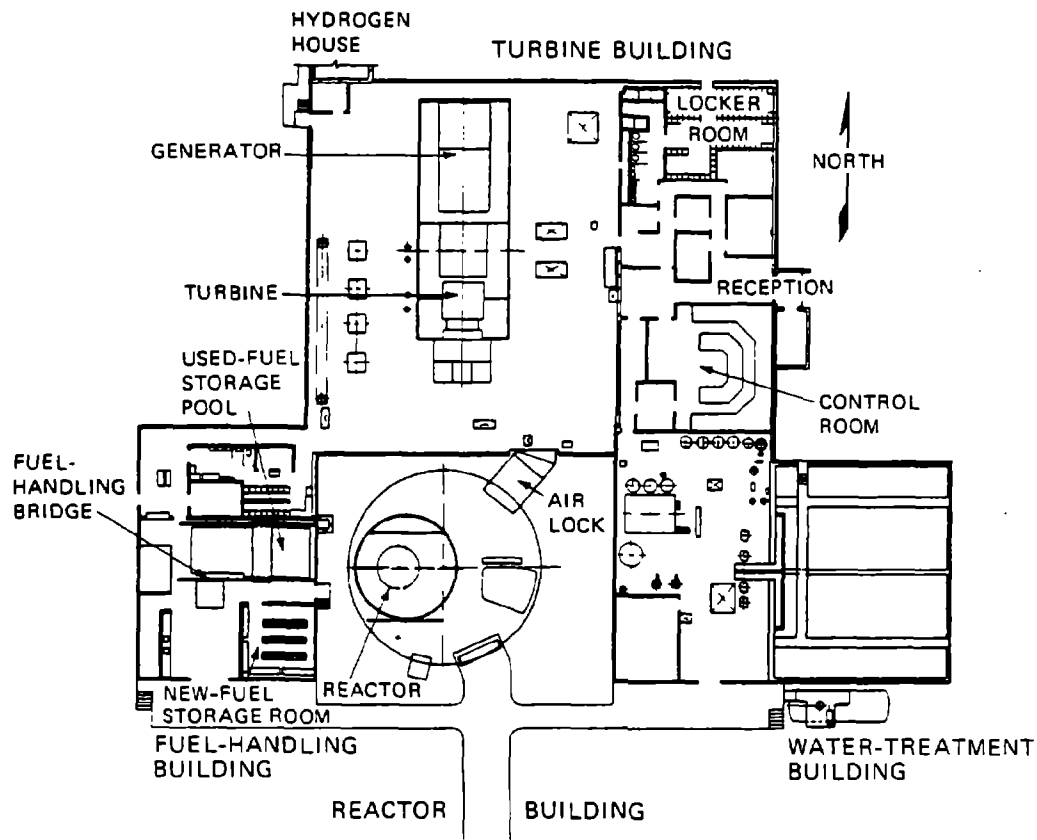 HYDROGEN
HOUSE
TURBINE BUILDING
LOCKER
ROOM
GENERATOR
NORTH
TURBINE
RECEPTION
USED-FUEL
STORAGE
POOL
CONTROL
ROOM
FUEL-
HANDLING
BRIDGE
AIR
LOCK
NEW-FUEL
STORAGE ROOM
REACTOR
FUEL-HANDLING
BUILDING
WATER-TREATMENT
BUILDING
REACTOR BUILDING